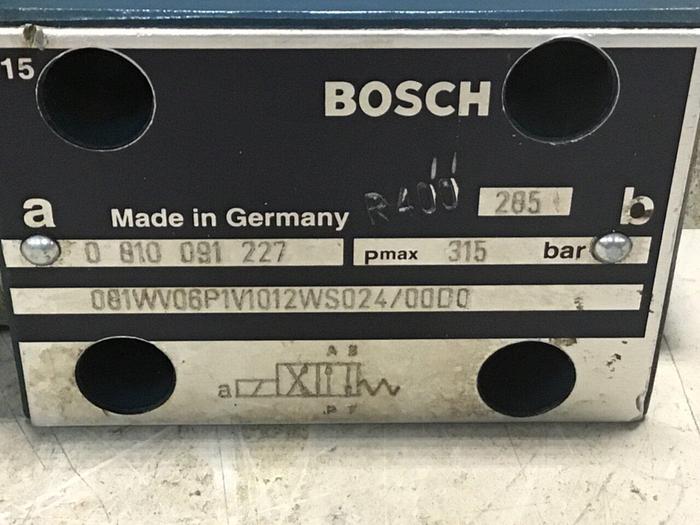 15
BOSCH
285
a Made in Germany b
0 810 091 227 pmax 315 bar
081WV06P1V1012WS024/00D0
A B
a
P T